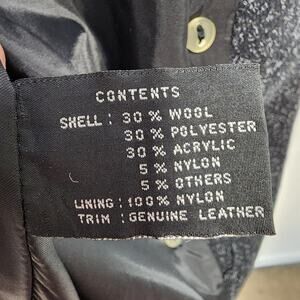 CONTENTS
SHELL: 30% WOOL
30% POLYESTER
30% ACRYLIC
5% NYLON
5% OTHERS
LINING: 100% NYLON
TRIM: GENUINE LEATHER